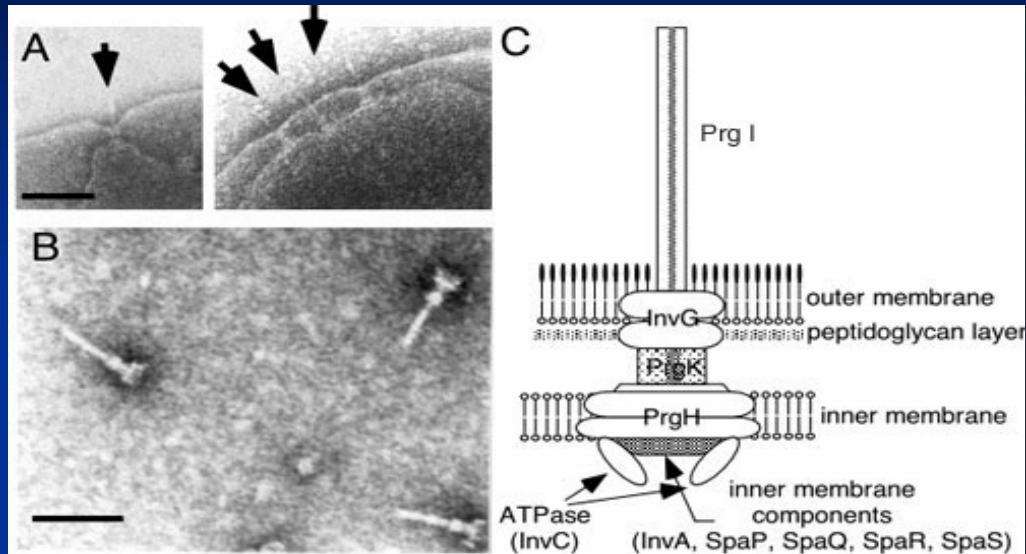 A
B
C
Prg I
outer membrane
InvG
peptidoglycan layer
PrgK
PrgH
inner membrane
ATPase
(InvC)
inner membrane
components
(InvA, SpaP, SpaQ, SpaR, SpaS)